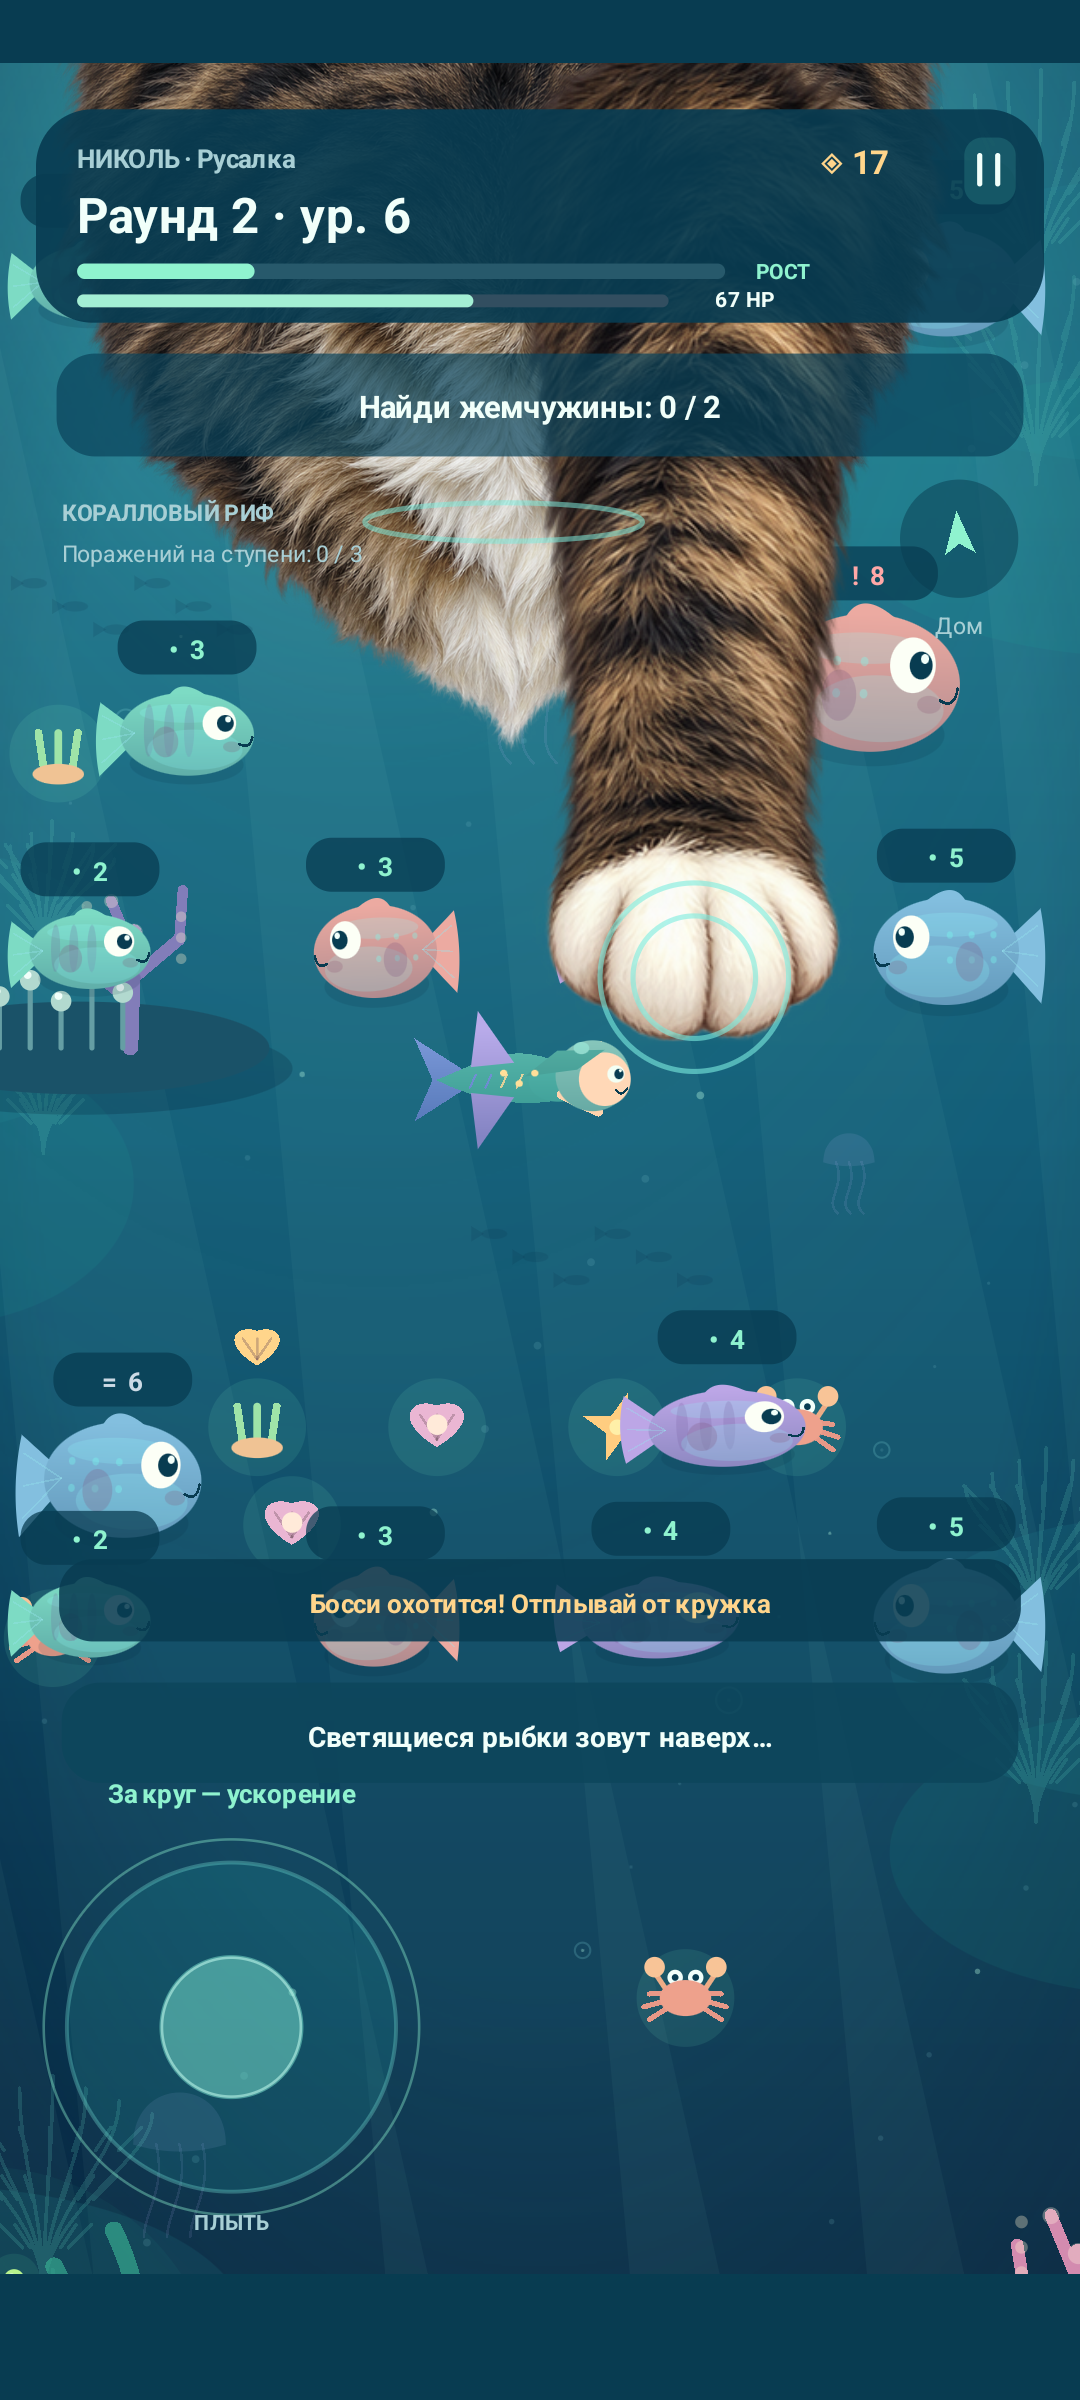 НИКОЛЬ · Русалка
17
Раунд 2 · ур. 6
РОСТ
67 HP
Найди жемчужины: 0 / 2
КОРАЛЛОВЫЙ РИФ
Поражений на ступени: 0 / 3
! 8
Дом
• 3
• 2
• 3
• 5
• 4
= 6
• 2
• 3
• 4
• 5
Босси охотится! Отплывай от кружка
Светящиеся рыбки зовут наверх...
За круг — ускорение
ПЛЫТЬ